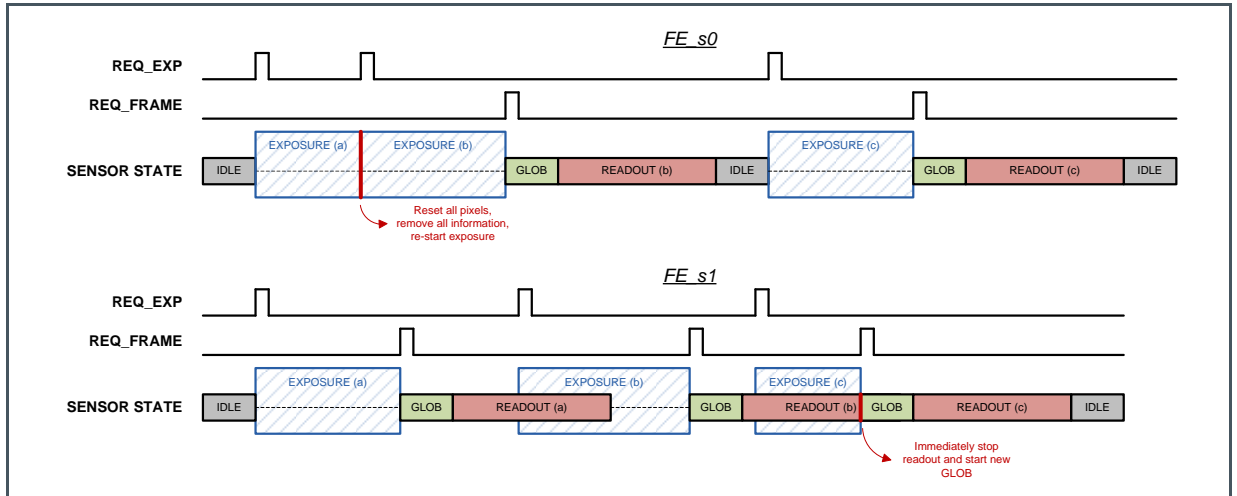 FE_s0
REQ_EXP
REQ_FRAME
EXPOSURE (a)
EXPOSURE (b)
EXPOSURE (c)
SENSOR STATE
IDLE
GLOB
READOUT (b)
IDLE
GLOB
READOUT (c)
IDLE
Reset all pixels,
remove all information,
re-start exposure
FE_s1
REQ_EXP
REQ_FRAME
EXPOSURE (a)
EXPOSURE (b)
EXPOSURE (c)
SENSOR STATE
IDLE
GLOB
READOUT (a)
GLOB
READOUT (b)
GLOB
READOUT (c)
IDLE
Immediately stop
readout and start new
GLOB